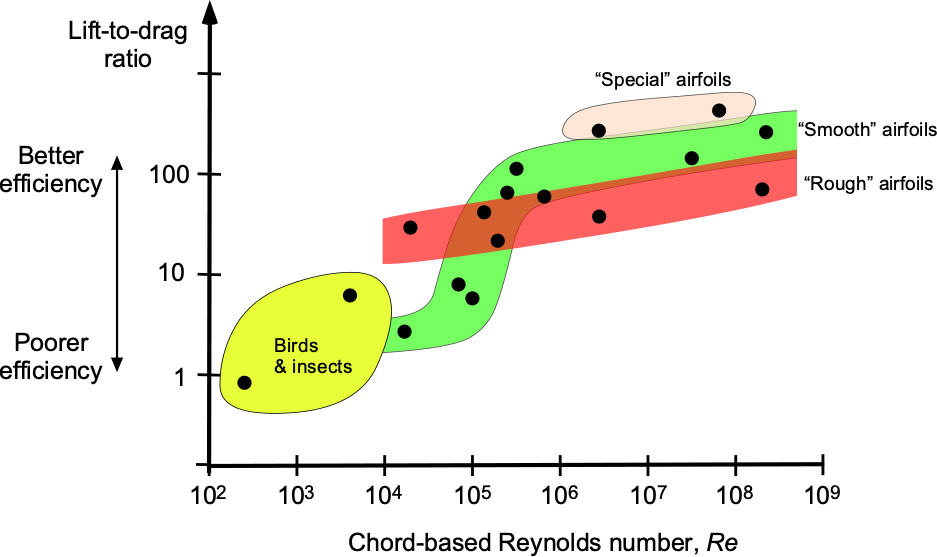 Lift-to-drag
ratio
“Special” airfoils
“Smooth” airfoils
Better
efficiency
100
“Rough” airfoils
10
Poorer
efficiency
Birds
& insects
1
10² 10³ 10⁴ 10⁵ 10⁶ 10⁷ 10⁸ 10⁹
Chord-based Reynolds number, Re